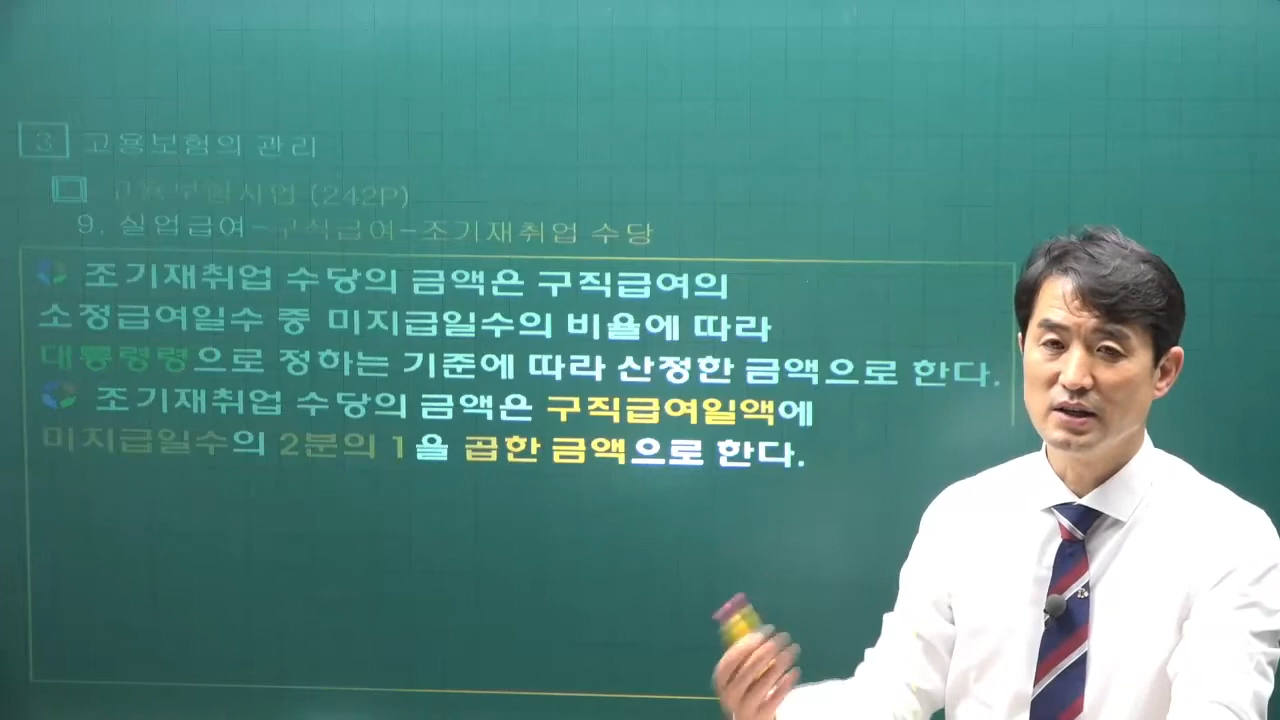 3 고용보험의 관리
고용보험사업 (242P)
9. 실업급여-구직급여-조기재취업 수당
조기재취업 수당의 금액은 구직급여의
소정급여일수 중 미지급일수의 비율에 따라
대통령령으로 정하는 기준에 따라 산정한 금액으로 한다.
조기재취업 수당의 금액은 구직급여일액에
미지급일수의 2분의 1을 곱한 금액으로 한다.